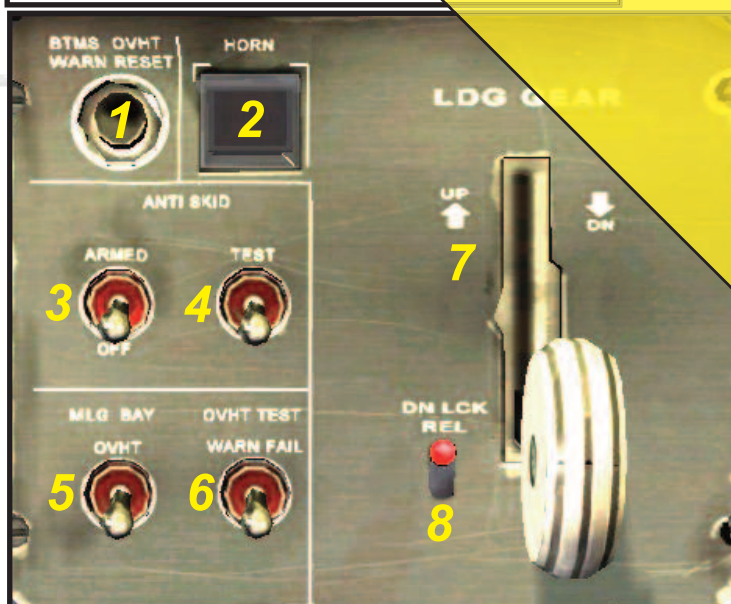 BTMS OVHT
WARN RESET
HORN
1
2
LDG GEAR
ANTI SKID
ARMED
TEST
3
4
OFF
UP
DN
7
MLG BAY
OVHT TEST
OVHT
WARN FAIL
5
6
DN LCK
REL
8